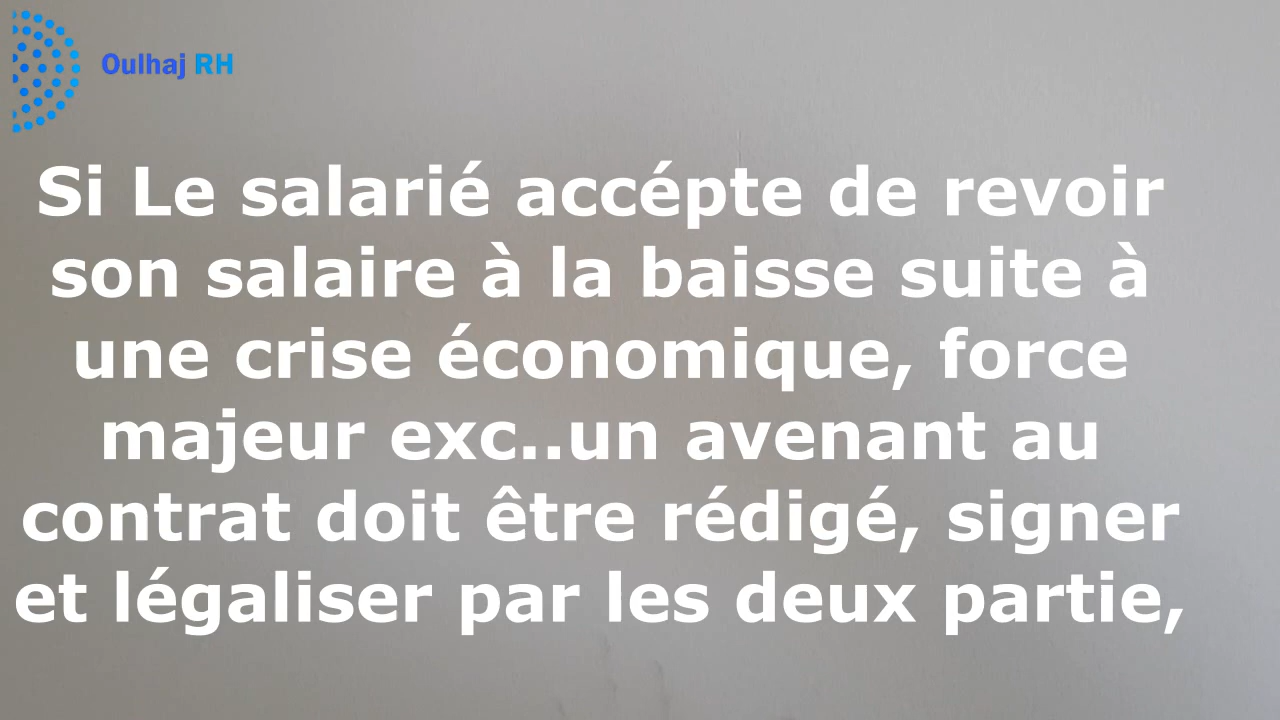 Oulhaj RH
Si Le salarié accépte de revoir
son salaire à la baisse suite à
une crise économique, force
majeur exc..un avenant au
contrat doit être rédigé, signer
et légaliser par les deux partie,